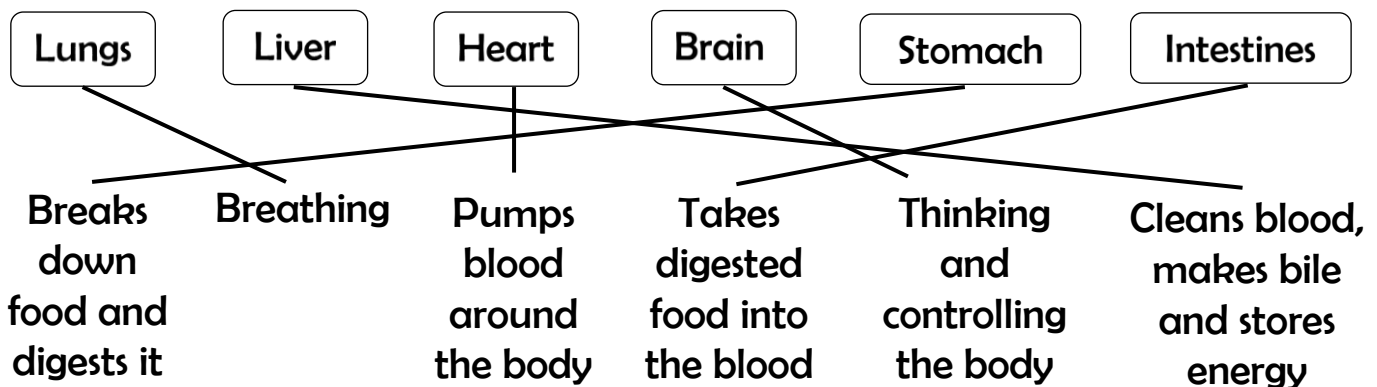 Lungs
Liver
Heart
Brain
Stomach
Intestines
Breaks
down
food and
digests it
Breathing
Pumps
blood
around
the body
Takes
digested
food into
the blood
Thinking
and
controlling
the body
Cleans blood,
makes bile
and stores
energy